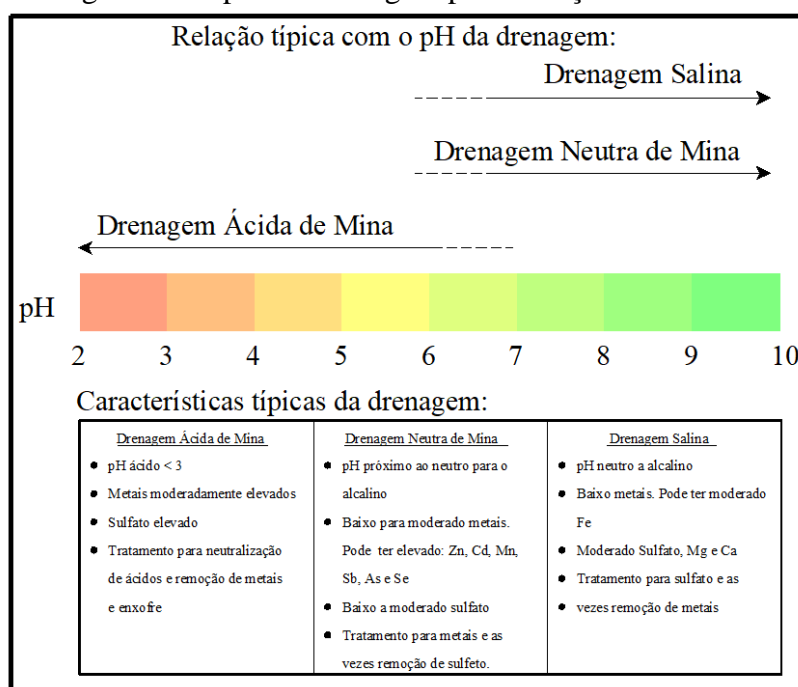 Relação típica com o pH da drenagem:
Drenagem Salina
Drenagem Neutra de Mina
Drenagem Ácida de Mina
pH
2 3 4 5 6 7 8 9 10
Características típicas da drenagem:
Drenagem Ácida de Mina
• pH ácido < 3
• Metais moderadamente elevados
• Sulfato elevado
• Tratamento para neutralização
de ácidos e remoção de metais
e enxofre
Drenagem Neutra de Mina
• pH próximo ao neutro para o
alcalino
• Baixo para moderado metais.
Pode ter elevado: Zn, Cd, Mn,
Sb, As e Se
• Baixo a moderado sulfato
• Tratamento para metais e as
vezes remoção de sulfeto.
Drenagem Salina
• pH neutro a alcalino
• Baixo metais. Pode ter moderado
Fe
• Moderado Sulfato, Mg e Ca
• Tratamento para sulfato e as
• vezes remoção de metais